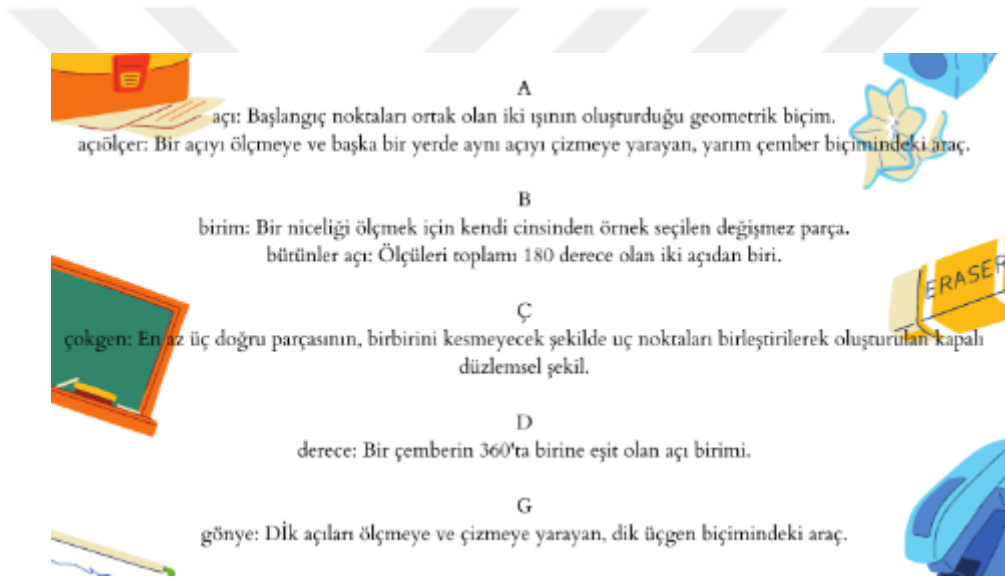 A
açı: Başlangıç noktaları ortak olan iki ışının oluşturduğu geometrik biçim.
açıölçer: Bir açıyı ölçmeye ve başka bir yerde aynı açıyı çizmeye yarayan, yarım çember biçimindeki araç.
B
birim: Bir niceliği ölçmek için kendi cinsinden örnek seçilen değişmez parça.
bütünler açı: Ölçüleri toplamı 180 derece olan iki açıdan biri.
ERASER
Ç
çokgen: En az üç doğru parçasının, birbirini kesmeyecek şekilde uç noktaları birleştirilerek oluşturulan kapalı
düzlemsel şekil.
D
derece: Bir çemberin 360'ta birine eşit olan açı birimi.
G
gönye: Dİk açıları ölçmeye ve çizmeye yarayan, dik üçgen biçimindeki araç.